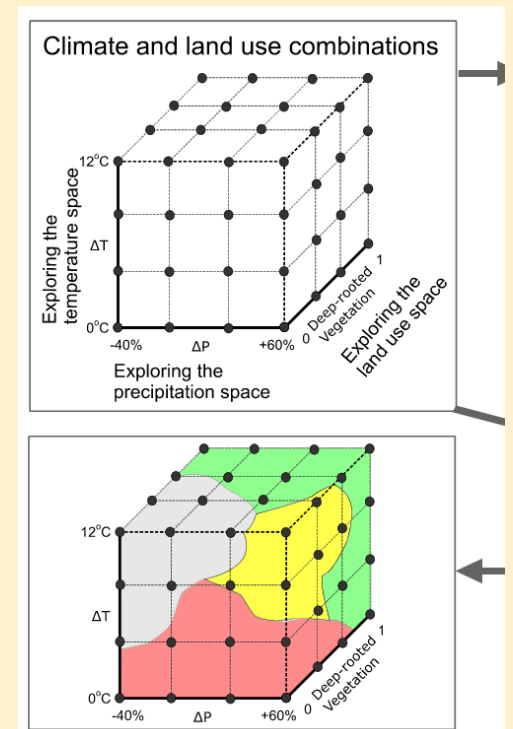 Climate and land use combinations
12°C
Exploring the
temperature space
ΔT
0°C
-40%
ΔP
+60%
Exploring the
precipitation space
0 Deep-rooted 1
Vegetation
Exploring the
land use space
12°C
ΔT
0°C
-40%
ΔP
+60%
0 Deep-rooted 1
Vegetation